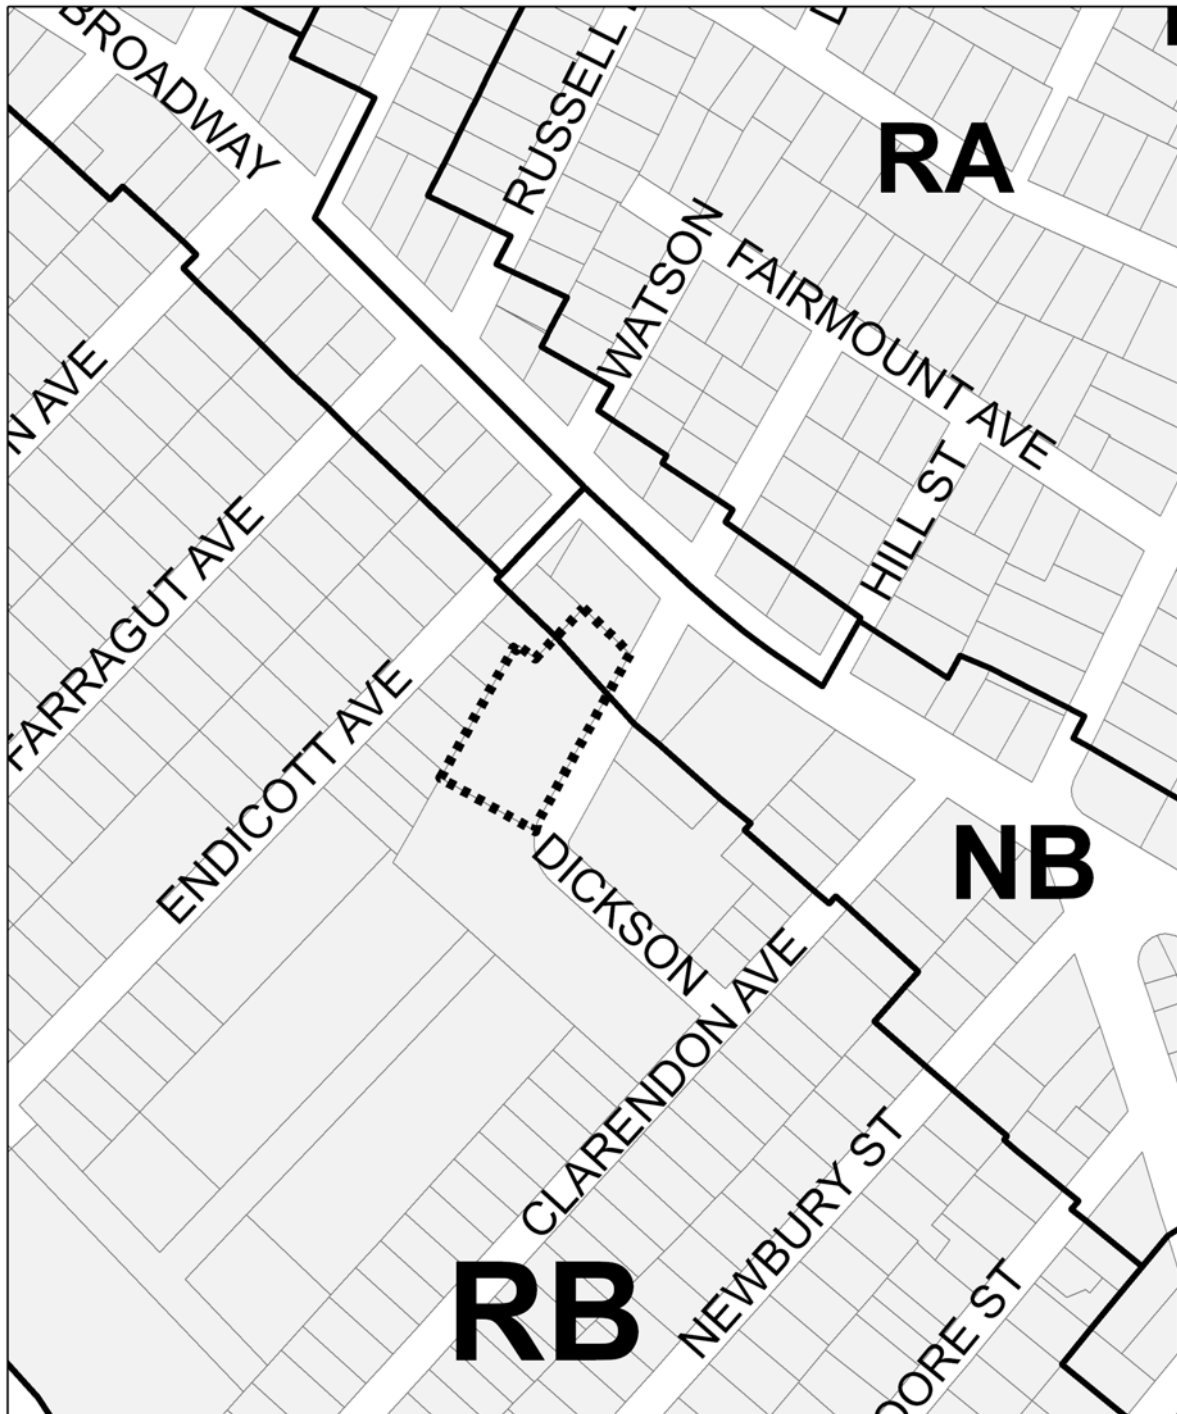 BROADWAY
RUSSELL
RA
WATSON
FAIRMOUNT AVE
N AVE
HILL ST
FARRAGUT AVE
ENDICOTT AVE
NB
DICKSON
CLARENDON AVE
NEWBURY ST
RB
OORE ST